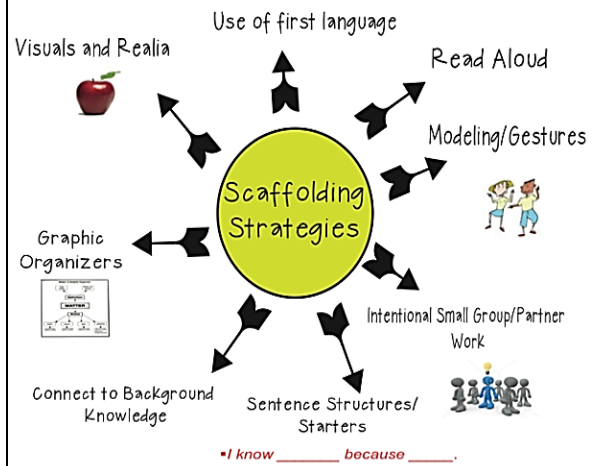 Use of first language
Visuals and Realia
Read Aloud
Modeling/Gestures
Scaffolding
Strategies
Graphic
Organizers
MATTER
Intentional Small Group/Partner
Work
Connect to Background
Knowledge
Sentence Structures/
Starters
▪I know _______ because _____.